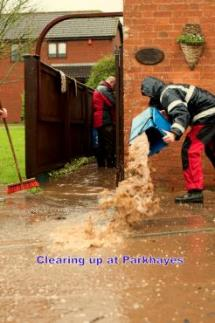 Clearing up at Parkhayes